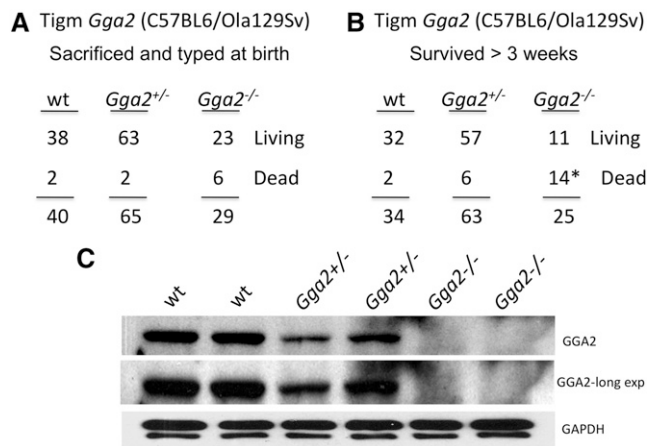 A Tigm Gga2 (C57BL6/Ola129Sv)
Sacrificed and typed at birth
wt Gga2+/- Gga2-/-
38 63 23 Living
2 2 6 Dead
40 65 29
B Tigm Gga2 (C57BL6/Ola129Sv)
Survived > 3 weeks
wt Gga2+/- Gga2-/-
32 57 11 Living
2 6 14* Dead
34 63 25
C
wt wt Gga2+/- Gga2+/- Gga2-/- Gga2-/-
GGA2
GGA2-long exp
GAPDH